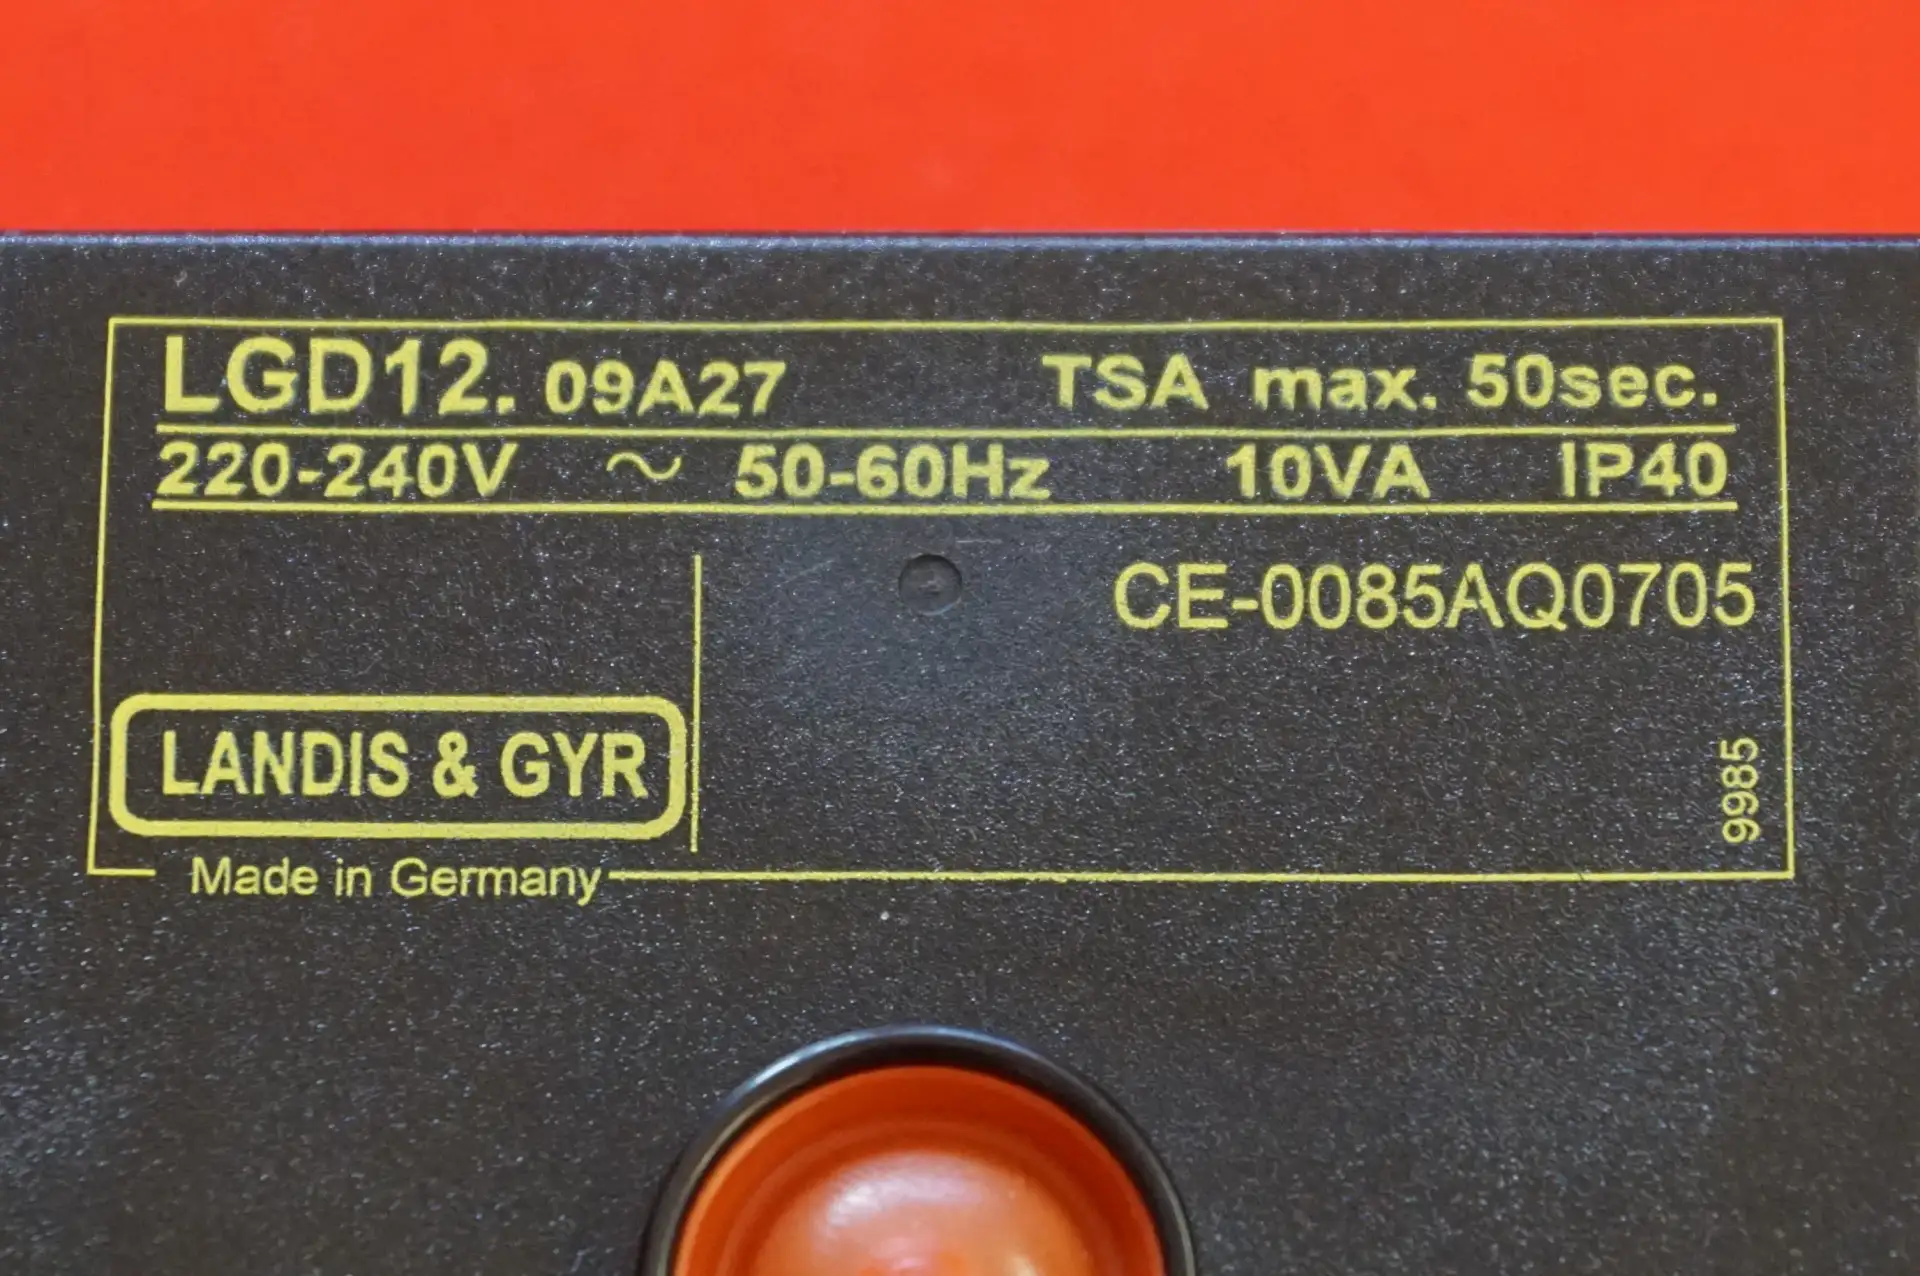 LGD12. 09A27 TSA max. 50sec.
220-240V ~ 50-60Hz 10VA IP40
CE-0085AQ0705
LANDIS & GYR
9985
Made in Germany